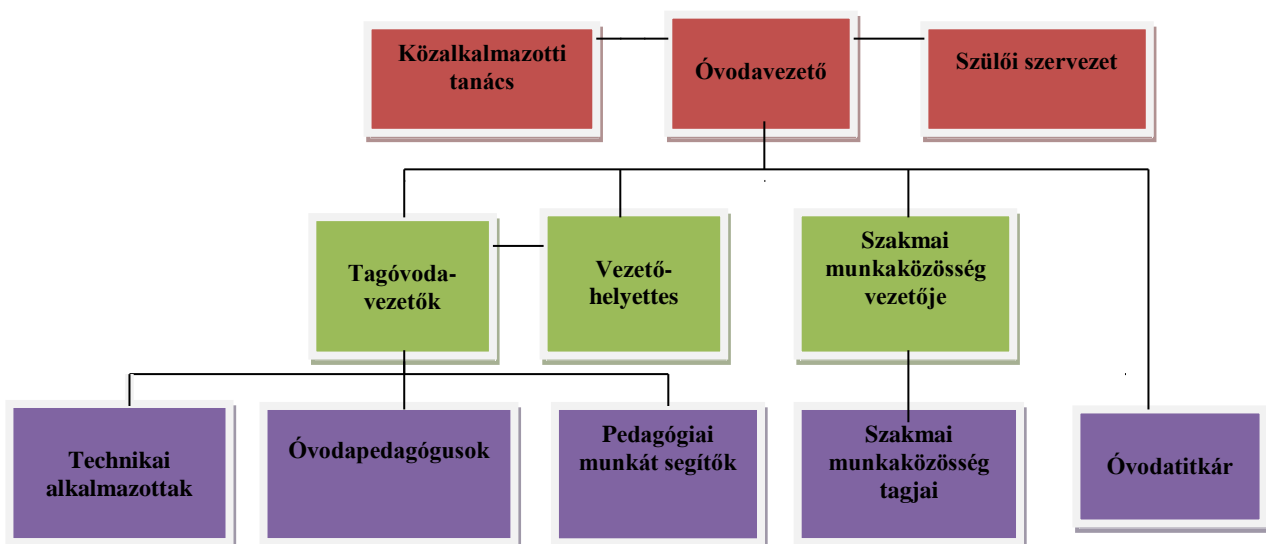 Közalkalmazotti
tanács
Óvodavezető
Szülői szervezet
Tagóvoda-
vezetők
Vezető-
helyettes
Szakmai
munkaközösség
vezetője
Technikai
alkalmazottak
Óvodapedagógusok
Pedagógiai
munkát segítők
Szakmai
munkaközösség
tagjai
Óvodatitkár